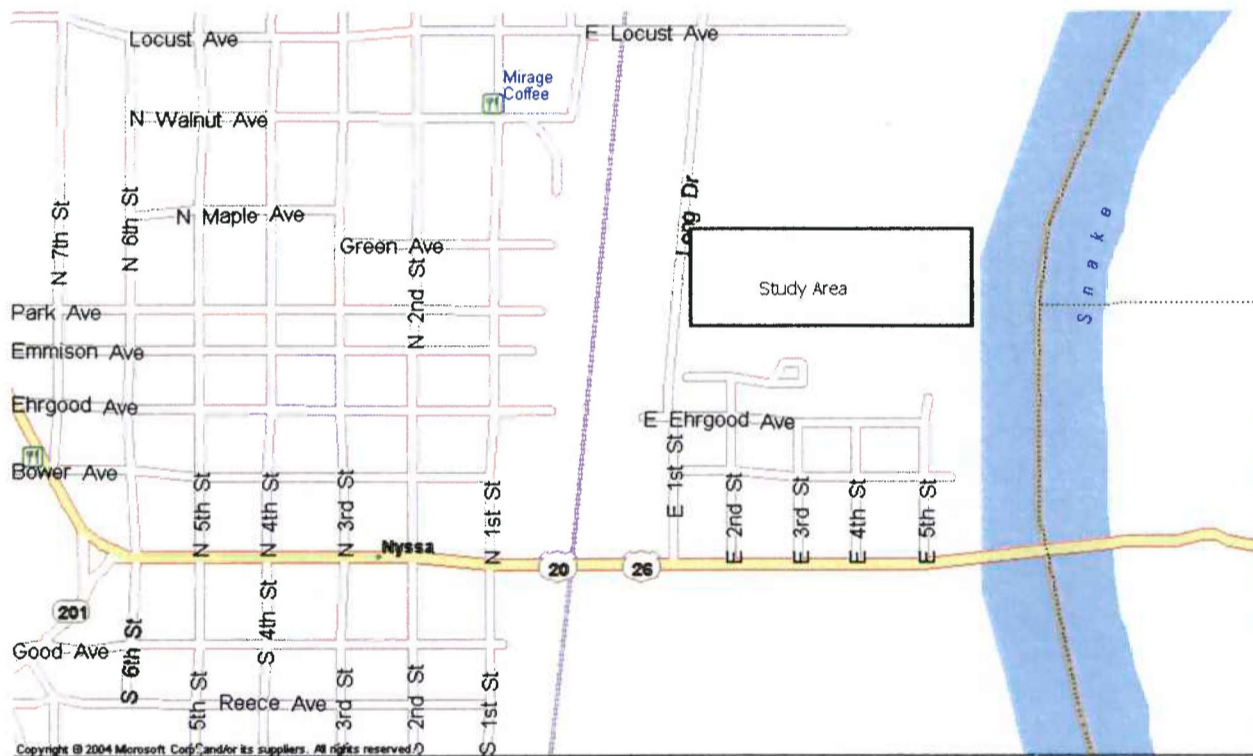 Locust Ave
E Locust Ave
Mirage
Coffee
N Walnut Ave
Long Dr
N 7th St
N 6th St
N Maple Ave
Green Ave
N 2nd St
Snake
Study Area
Park Ave
Emmison Ave
Ehrgood Ave
E Ehrgood Ave
Bower Ave
N 5th St
N 4th St
N 3rd St
N 1st St
E 1st St
E 2nd St
E 3rd St
E 4th St
E 5th St
Nyssa
20
26
201
Good Ave
S 6th St
S 4th St
5th St
Reece Ave
3rd St
2nd St
S 1st St
Copyright © 2004 Microsoft Corp. and/or its suppliers. All rights reserved.